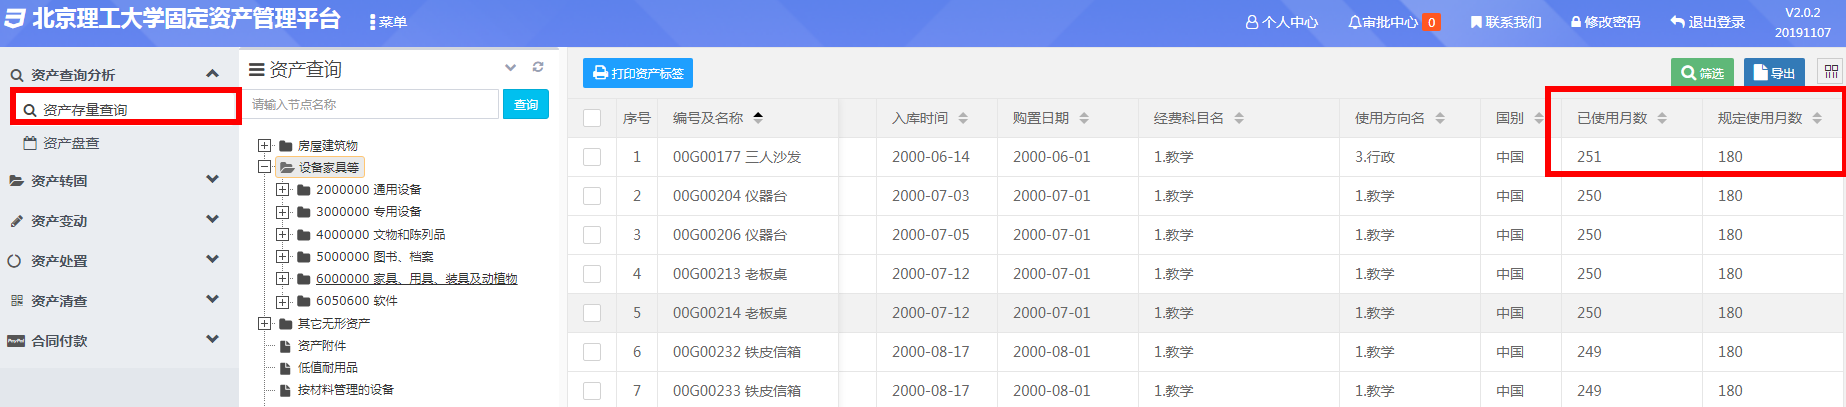 北京理工大学固定资产管理平台
菜单
个人中心
审批中心 0
联系我们
修改密码
退出登录
V2.0.2
20191107
资产查询分析
资产存量查询
资产盘查
资产转固
资产变动
资产处置
资产清查
PayPal 合同付款
资产查询
请输入节点名称 查询
房屋建筑物
设备家具等
2000000 通用设备
3000000 专用设备
4000000 文物和陈列品
5000000 图书、档案
6000000 家具、用具、装具及动植物
6050600 软件
其它无形资产
资产附件
低值耐用品
按材料管理的设备
打印资产标签 筛选 导出
序号 编号及名称 入库时间 购置日期 经费科目名 使用方向名 国别 已使用月数 规定使用月数
1 00G00177 三人沙发 2000-06-14 2000-06-01 1.教学 3.行政 中国 251 180
2 00G00204 仪器台 2000-07-03 2000-07-01 1.教学 1.教学 中国 250 180
3 00G00206 仪器台 2000-07-05 2000-07-01 1.教学 1.教学 中国 250 180
4 00G00213 老板桌 2000-07-12 2000-07-01 1.教学 1.教学 中国 250 180
5 00G00214 老板桌 2000-07-12 2000-07-01 1.教学 1.教学 中国 250 180
6 00G00232 铁皮信箱 2000-08-17 2000-08-01 1.教学 1.教学 中国 249 180
7 00G00233 铁皮信箱 2000-08-17 2000-08-01 1.教学 1.教学 中国 249 180